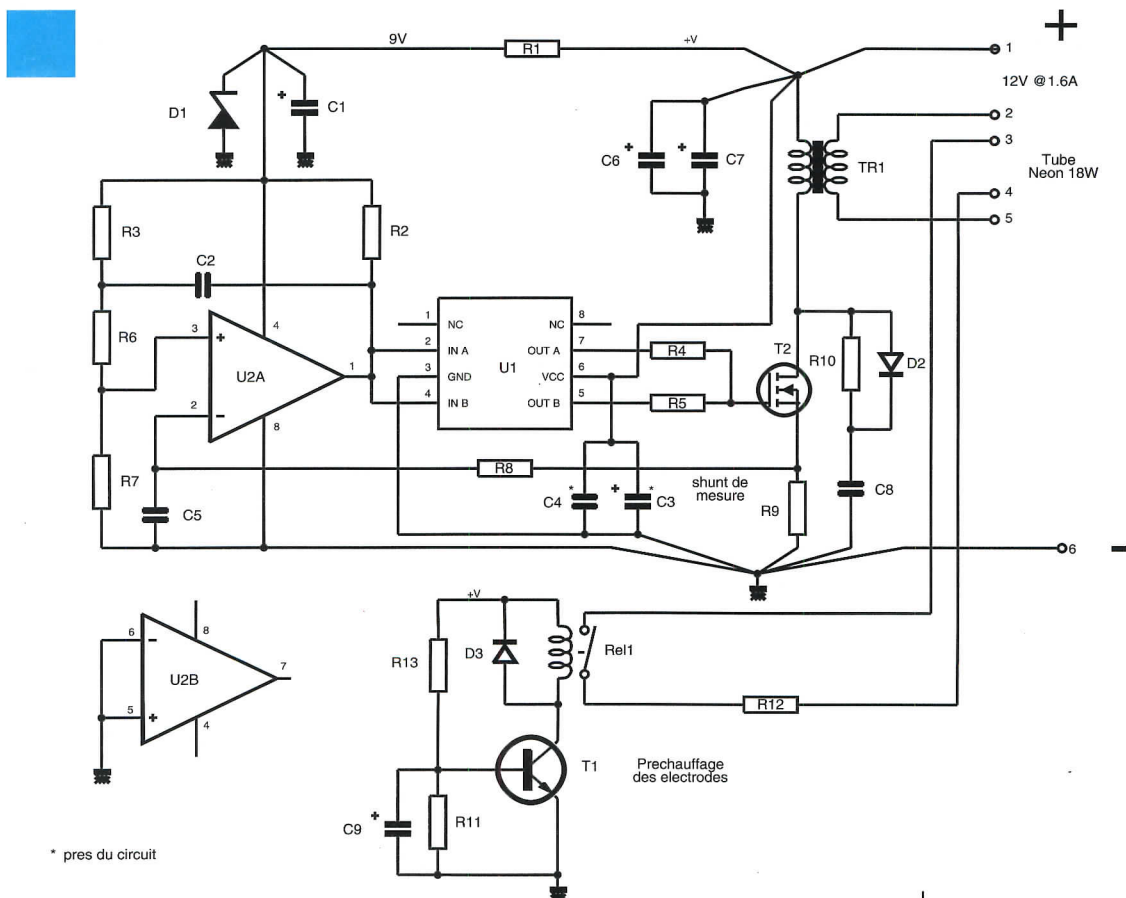 +
9V
R1
+V
1
12V @1.6A
D1
+
C1
2
3
C6
+
+
C7
TR1
Tube
Neon 18W
4
5
R3
R2
C2
R6
3
+
4
U2A
1
2
-
8
R7
C5
1
NC
NC
8
2
IN A
OUT A
7
3
GND
U1
VCC
6
4
IN B
OUT B
5
R4
R5
T2
R10
D2
R8
shunt de
mesure
C4
*
+
*
C3
R9
C8
6
-
+V
6
-
8
U2B
7
5
+
4
R13
D3
Rel1
R12
T1
Prechauffage
des electrodes
C9
+
R11
* pres du circuit